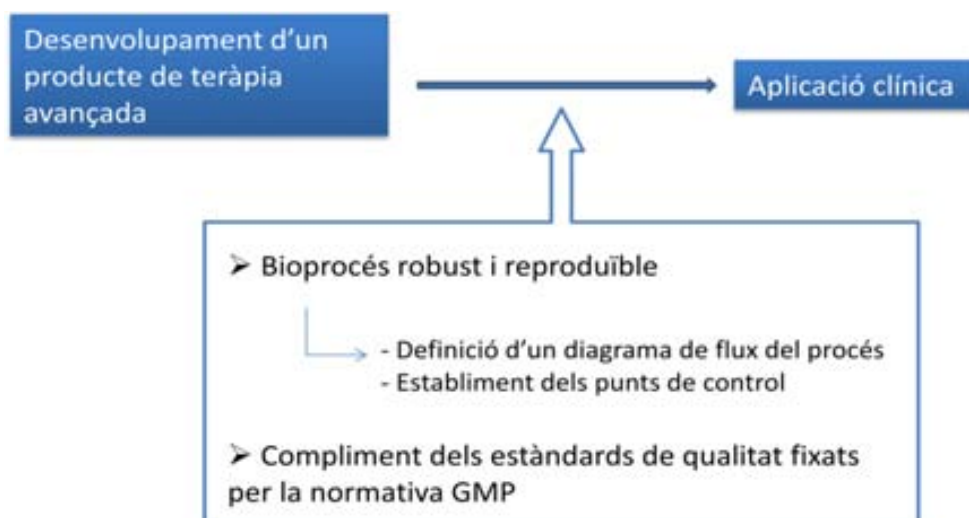 Desenvolupament d'un
producte de teràpia
avançada
Aplicació clínica
➤ Bioprocés robust i reproduïble
- Definició d'un diagrama de flux del procés
- Establiment dels punts de control
➤ Compliment dels estàndards de qualitat fixats
per la normativa GMP